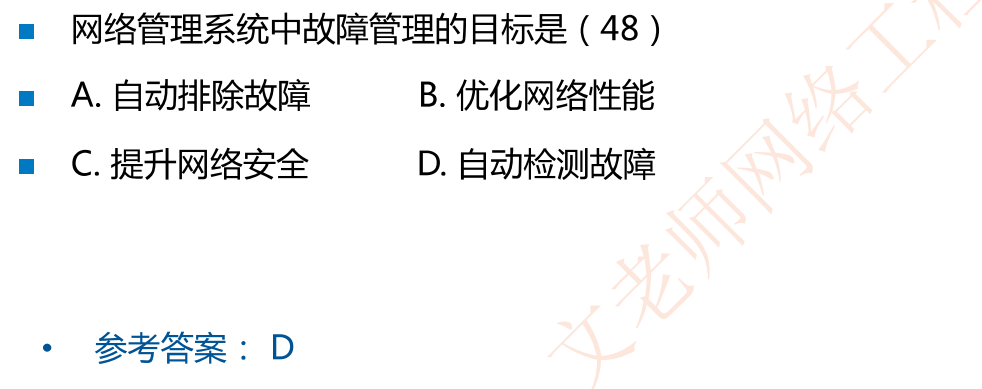 网络管理系统中故障管理的目标是（48）
A. 自动排除故障 B. 优化网络性能
C. 提升网络安全 D. 自动检测故障
参考答案： D
文老师网络工程